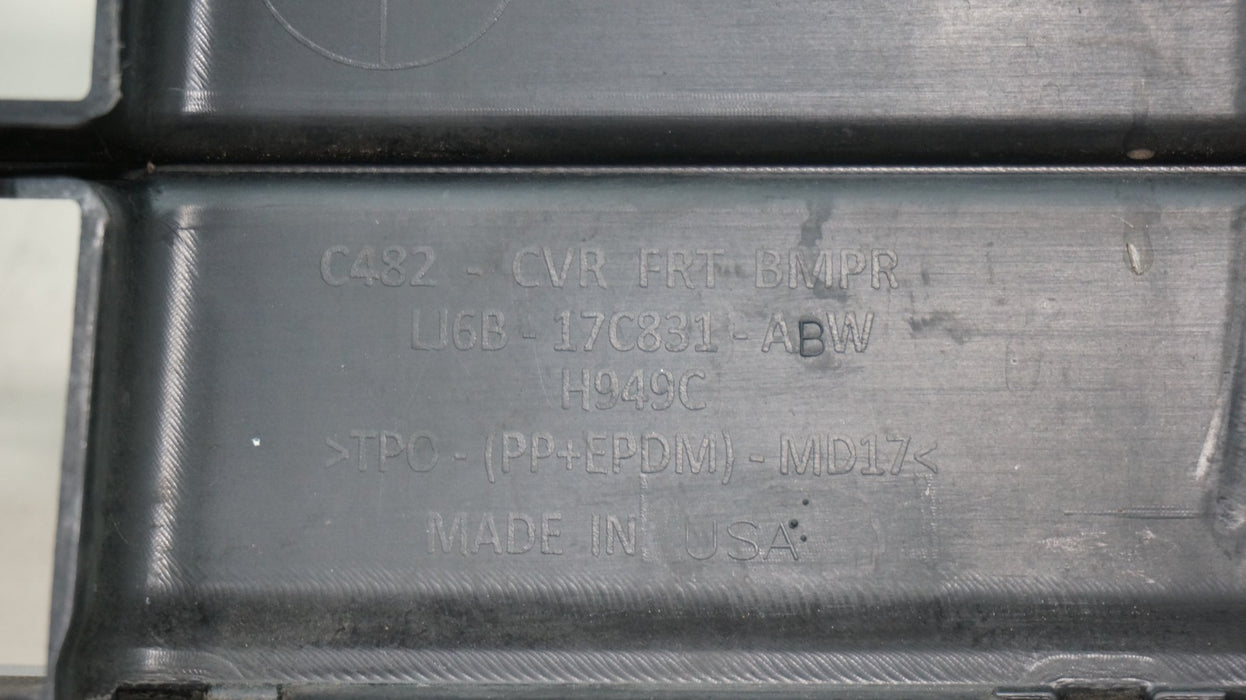 C482 - CVR FRT BMPR
LJ6B - 17C831 - ABW
H949C
>TPO - (PP+EPDM) - MD17<
MADE IN USA